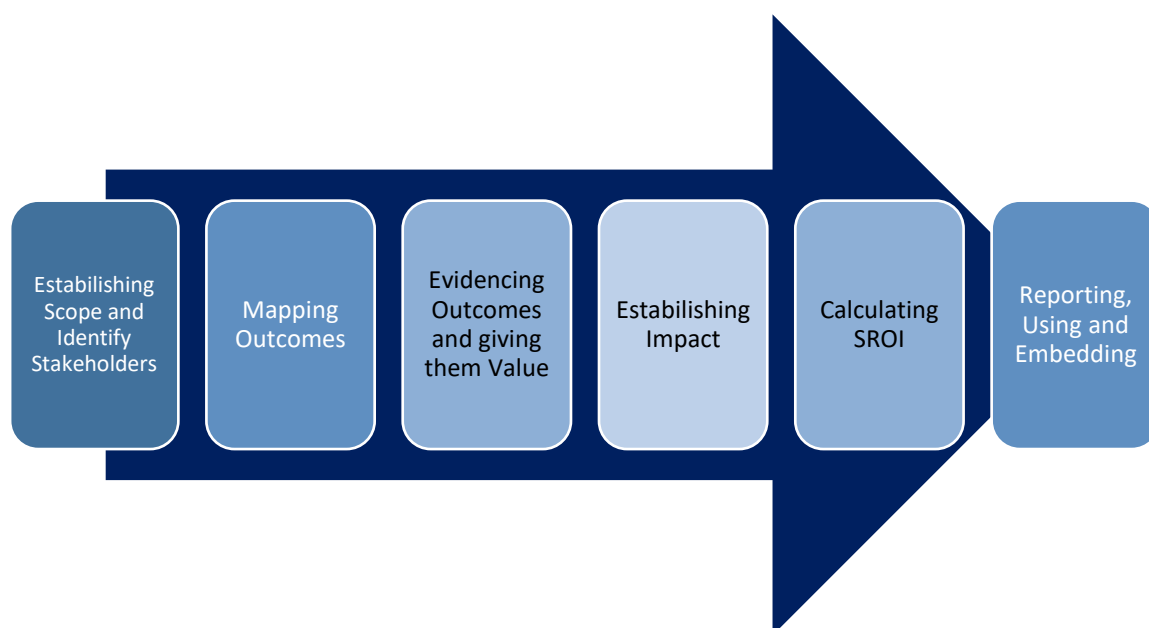 Estabilishing
Scope and
Identify
Stakeholders
Mapping
Outcomes
Evidencing
Outcomes
and giving
them Value
Estabilishing
Impact
Calculating
SROI
Reporting,
Using and
Embedding